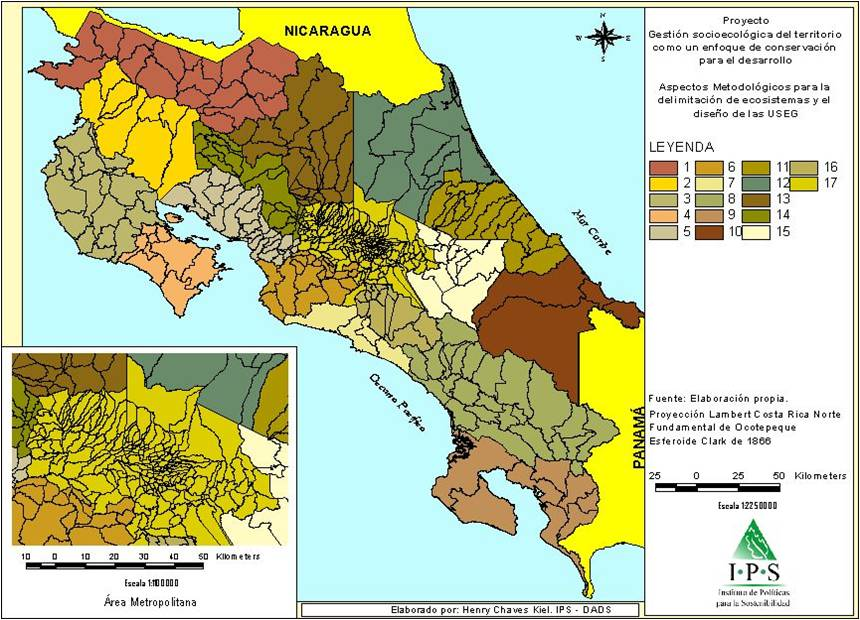 NICARAGUA
N
W E
S
Mar Caribe
Oceano Pacífico
PANAMÁ
Proyecto
Gestión socioecológica del territorio
como un enfoque de conservación
para el desarrollo
Aspectos Metodológicos para la
delimitación de ecosistemas y el
diseño de las USEG
LEYENDA
1 6 11 16
2 7 12 17
3 8 13
4 9 14
5 10 15
Fuente: Elaboración propia.
Proyección Lambert Costa Rica Norte
Fundamental de Ocotepeque
Esferoide Clark de 1866
25 0 25 50 Kilometers
Escala 1:2250000
I·P·S
Instituto de Políticas
para la Sostenibilidad
10 0 10 20 30 40 50 Kilometers
Escala 1:1100000
Área Metropolitana
Elaborado por: Henry Chaves Kiel. IPS - DADS